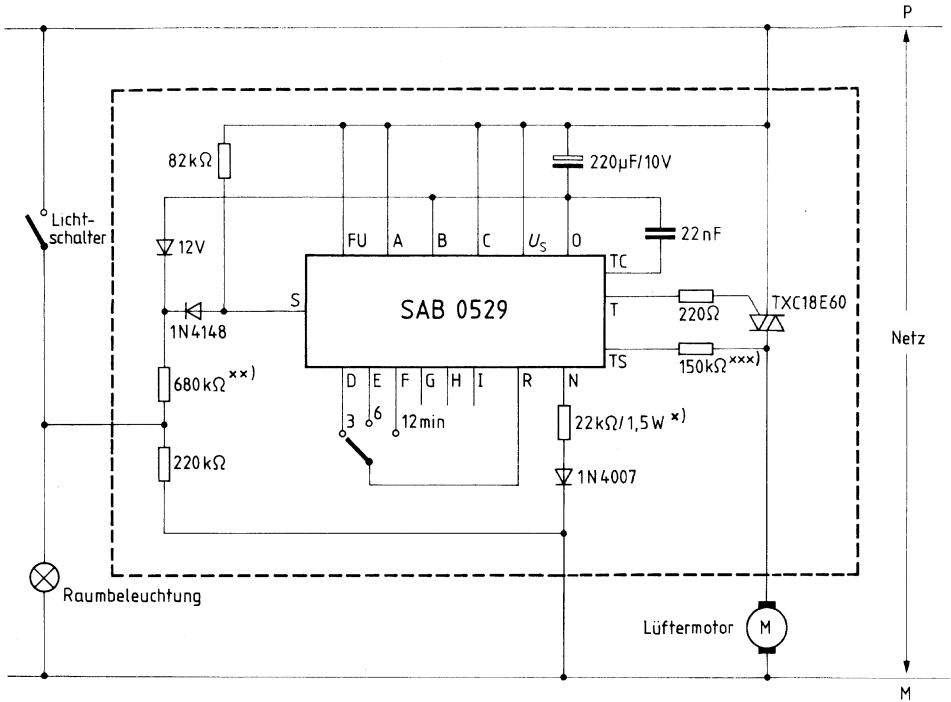 P
82kΩ
220µF/10V
Licht-
schalter
12V
FU A B C Us 0
22nF
TC
S
SAB 0529
T
220Ω
TXC18E60
1N4148
Netz
TS
150kΩ xxx)
680kΩ xx)
D E F G H I R N
3 6 12min
22kΩ/1,5W x)
220kΩ
1N4007
Raumbeleuchtung
Lüftermotor
M
M